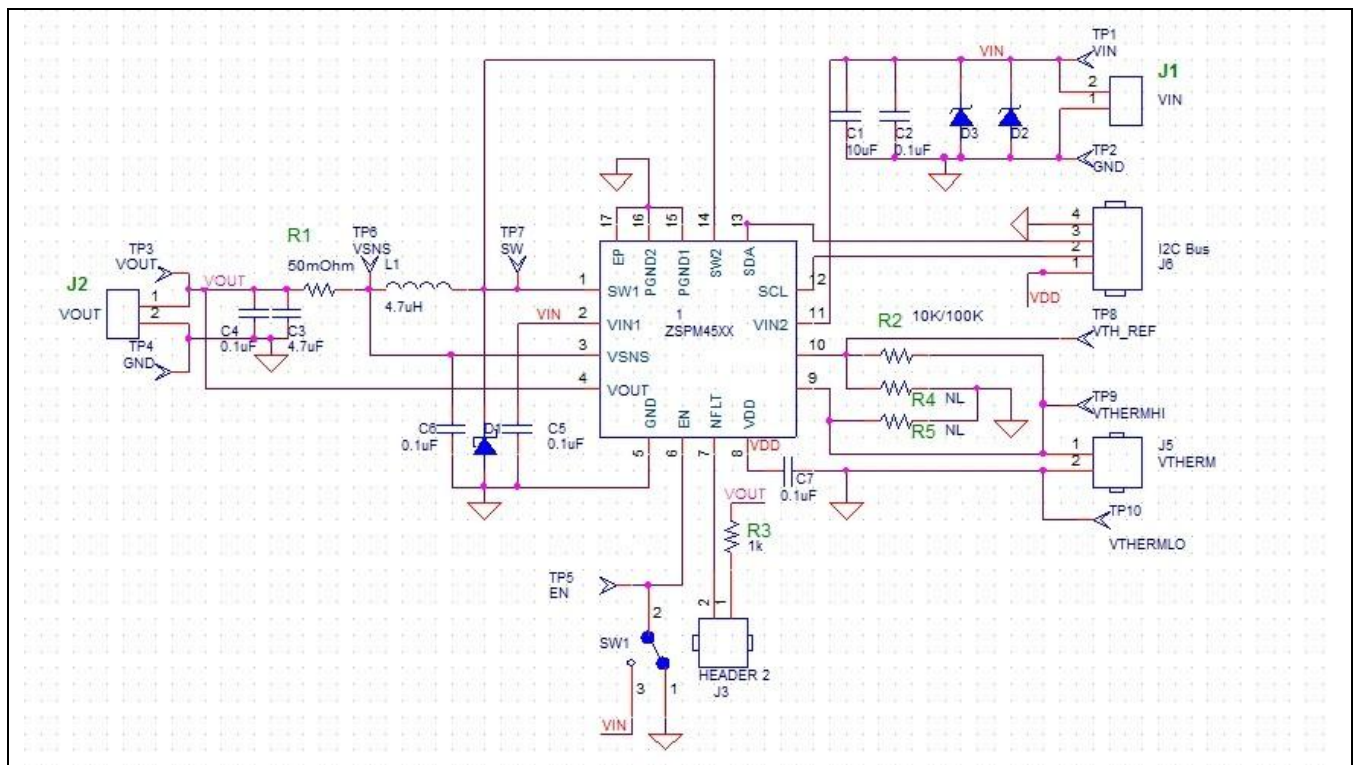 TP1
VIN
VIN
J1
2
1
VIN
C1
10uF
C2
0.1uF
D3
D2
TP2
GND
17
16
15
14
13
EP
PGND2
PGND1
SW2
SDA
4
3
2
1
I2C Bus
J6
VDD
R1
50mOhm
TP6
VSNS
L1
4.7uH
TP7
SW
TP3
VOUT
J2
VOUT
1
2
VOUT
C4
0.1uF
C3
4.7uF
TP4
GND
1
SW1
VIN
2
VIN1
3
VSNS
4
VOUT
1
ZSPM45XX
SCL
12
VIN2
11
10
9
R2
10K/100K
TP8
VTH_REF
R4
NL
R5
NL
TP9
VTHERMHI
J5
1
2
VTHERM
TP10
VTHERMLO
C6
0.1uF
D1
C5
0.1uF
GND
EN
NFLT
VDD
5
6
7
8
VDD
C7
0.1uF
VOUT
R3
1k
TP5
EN
2
SW1
3
1
VIN
2
1
HEADER 2
J3